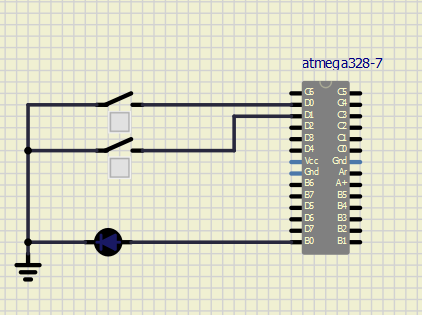 atmega328-7
C6 C5
D0 C4
D1 C3
D2 C2
D3 C1
D4 C0
Vcc Gnd
Gnd Ar
B6 A+
B7 B5
D5 B4
D6 B3
D7 B2
B0 B1